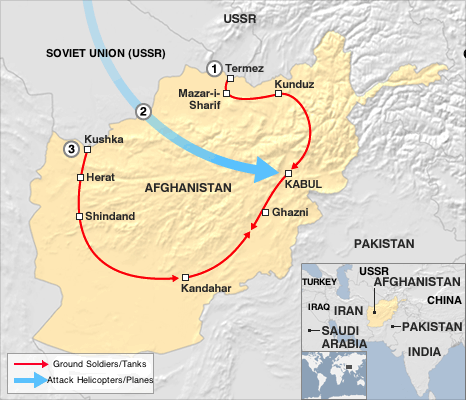 USSR
SOVIET UNION (USSR)
1
Termez
Mazar-i-
Sharif
Kunduz
2
3
Kushka
Herat
AFGHANISTAN
KABUL
Shindand
Ghazni
PAKISTAN
Kandahar
USSR
TURKEY
AFGHANISTAN
IRAQ
IRAN
CHINA
SAUDI
ARABIA
PAKISTAN
INDIA
Ground Soldiers/Tanks
Attack Helicopters/Planes